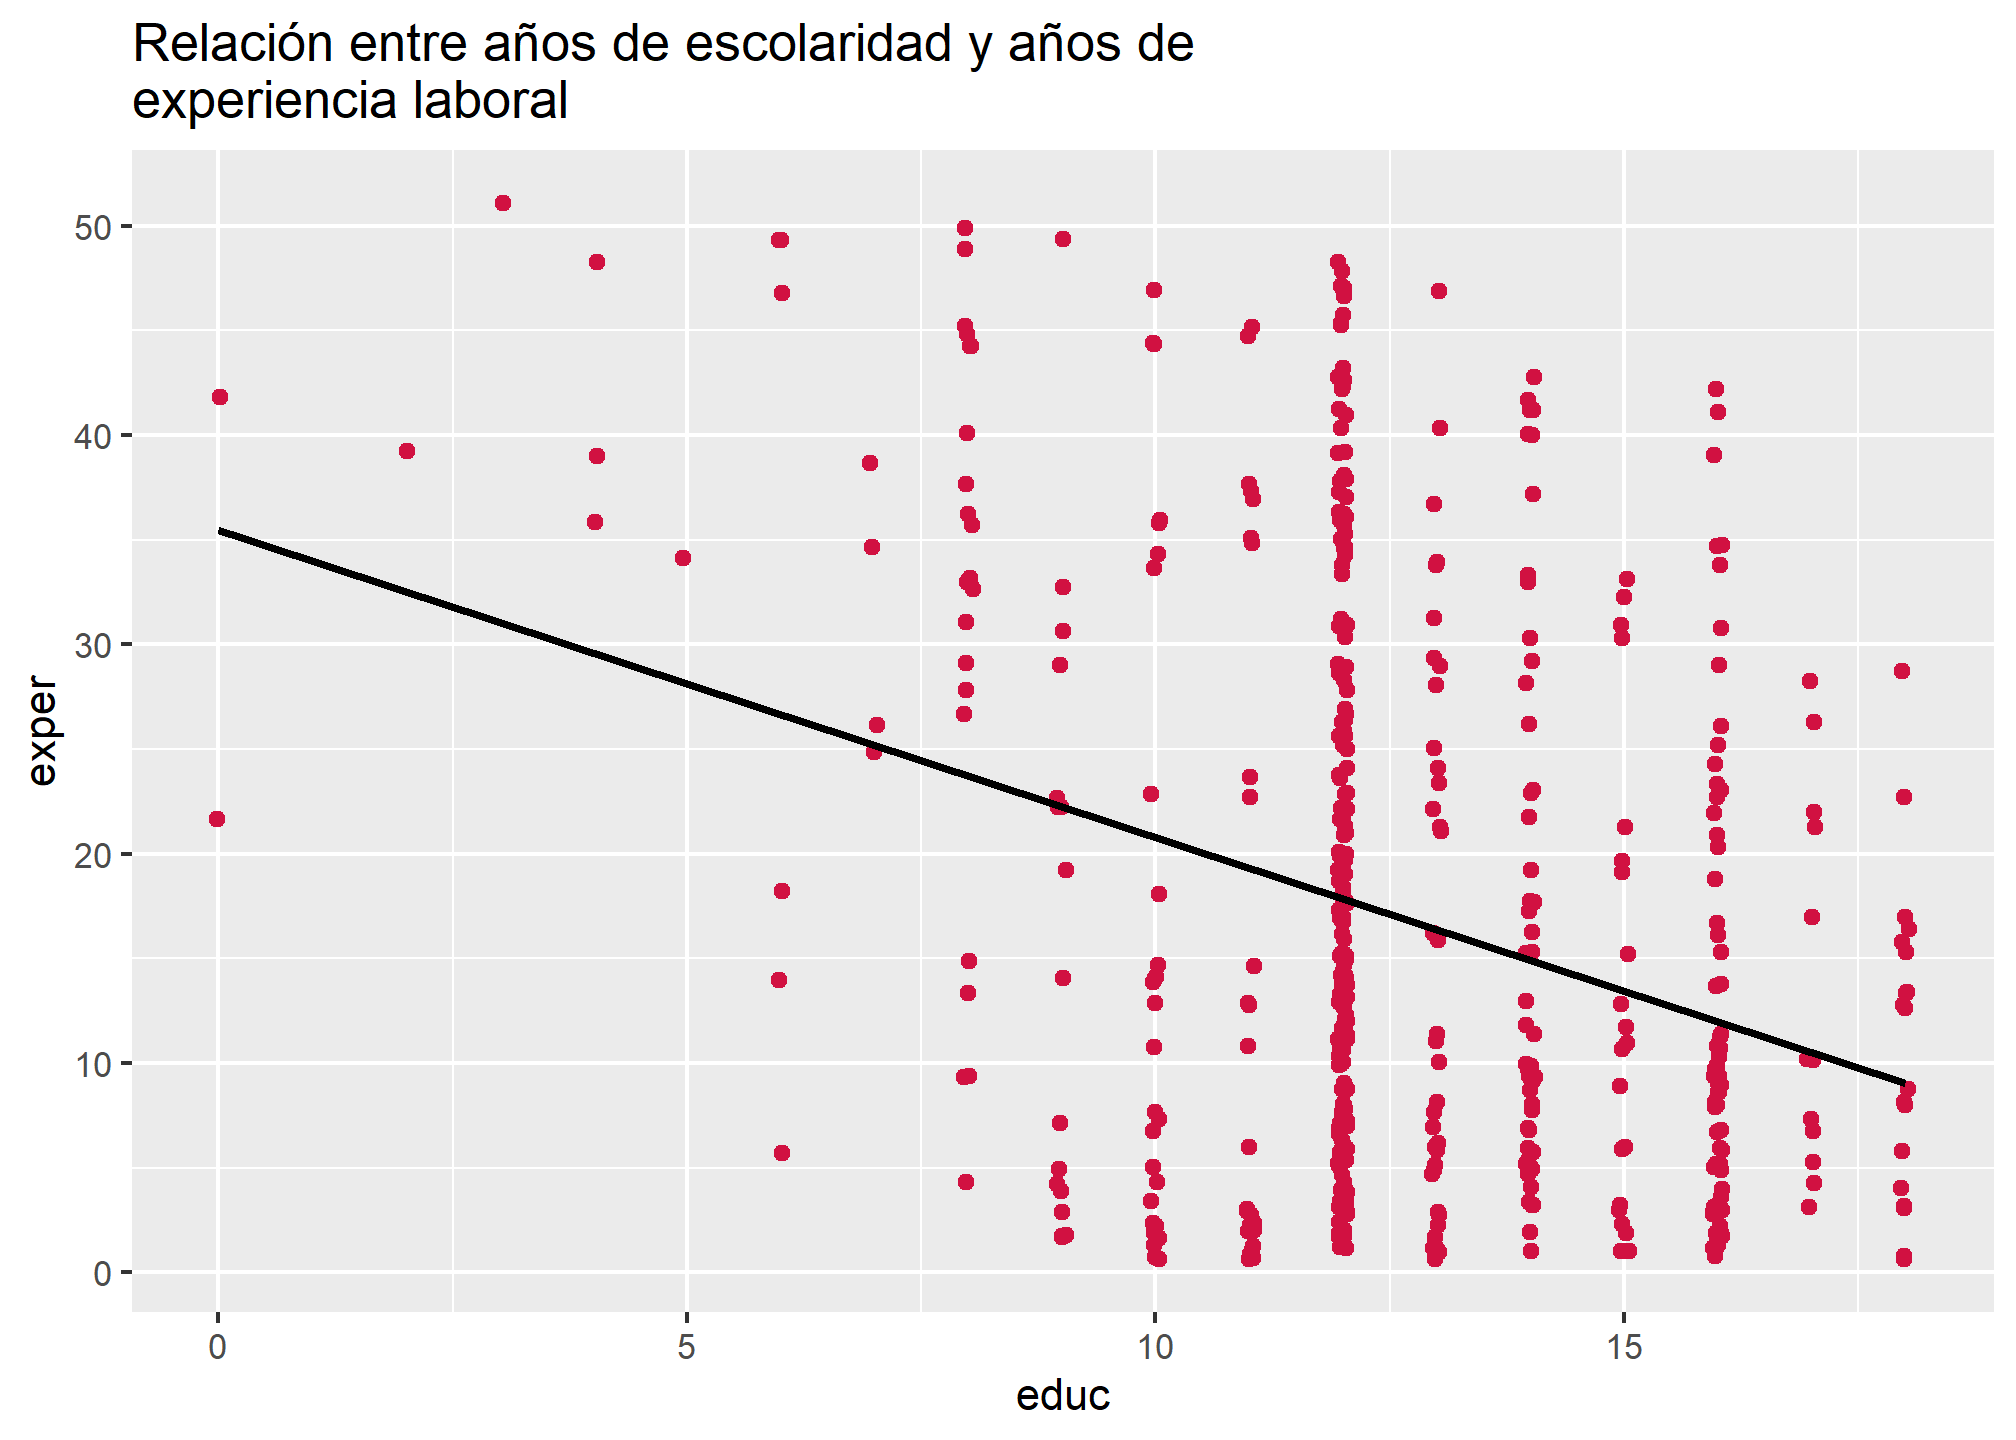 Relación entre años de escolaridad y años de
experiencia laboral
50
40
30
20
10
0
exper
0 5 10 15
educ